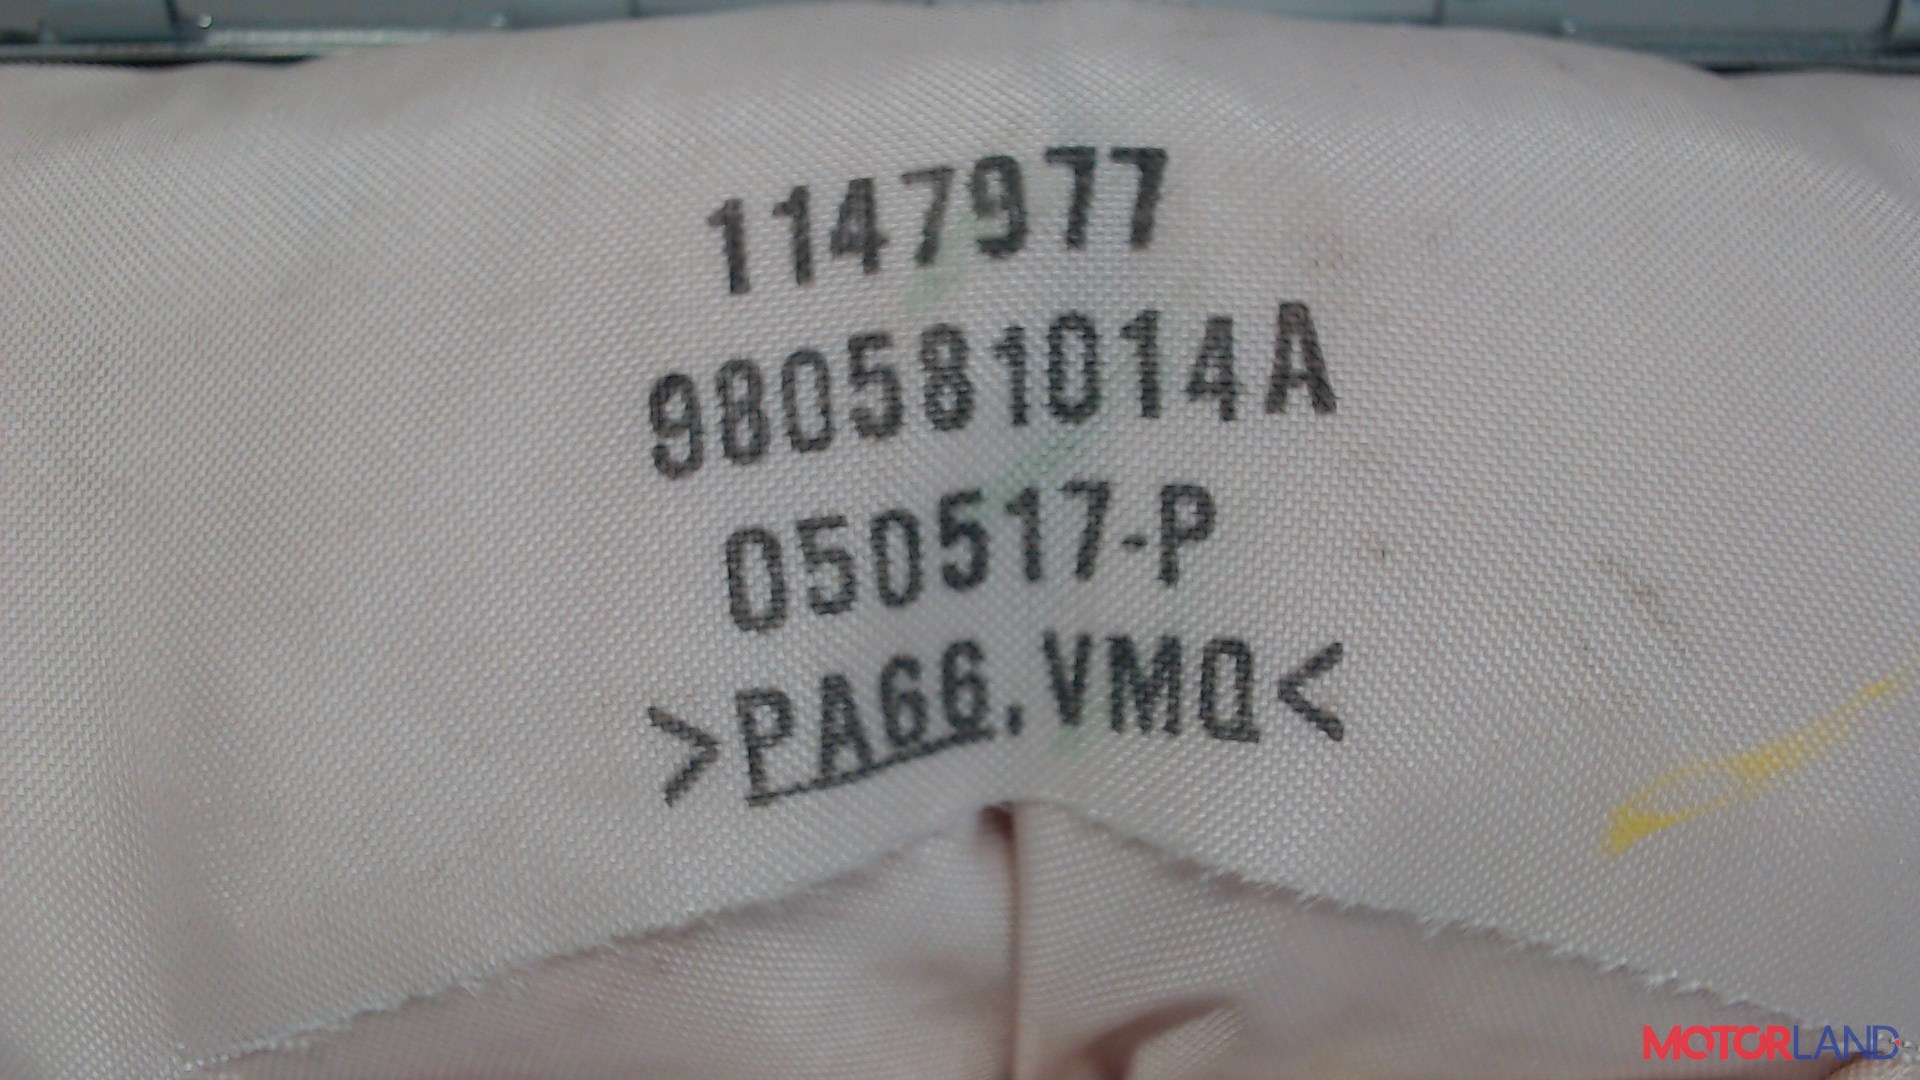 1147977
980581014A
050517-P
>PA66.VMQ<
MOTORLAND